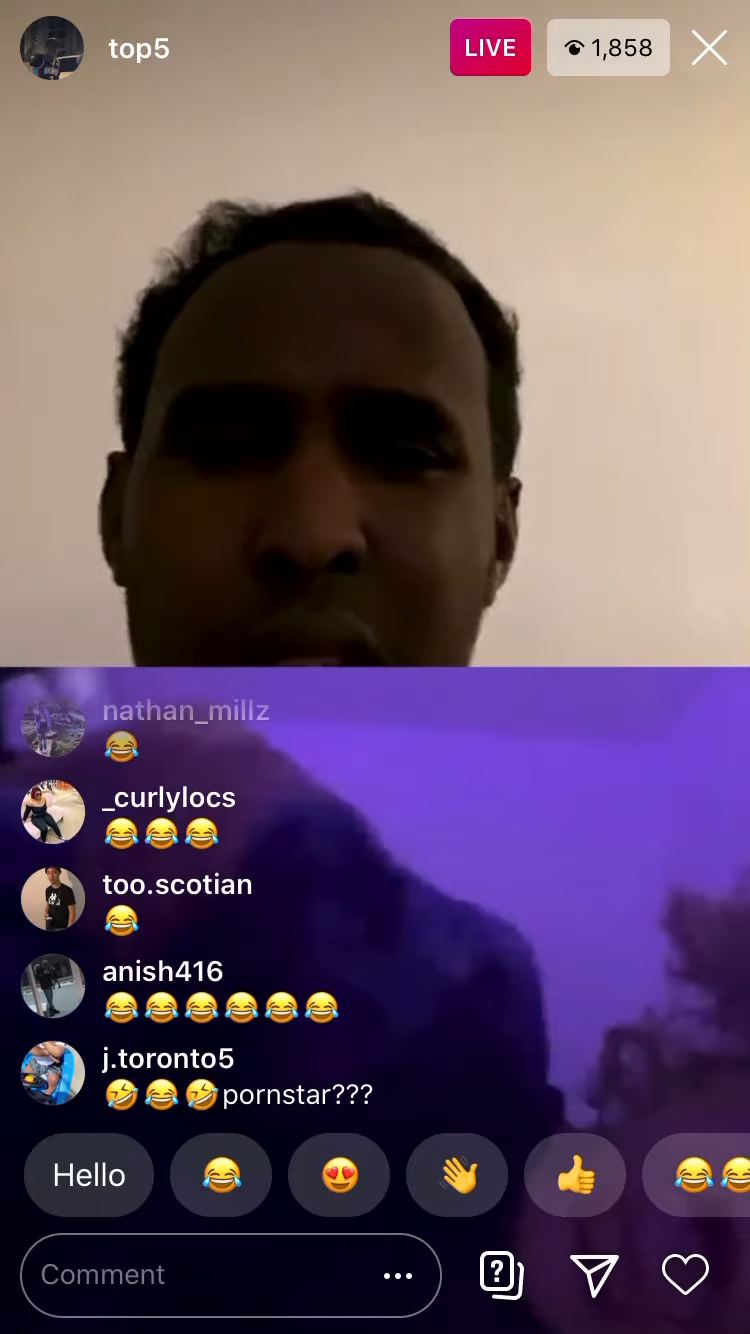 top5
LIVE
1,858
nathan_millz
😂
_curlylocs
😂😂😂
too.scotian
😂
anish416
😂😂😂😂😂😂
j.toronto5
🤣😂🤣pornstar???
Hello
😂
😍
👋
👍
😂😂
Comment